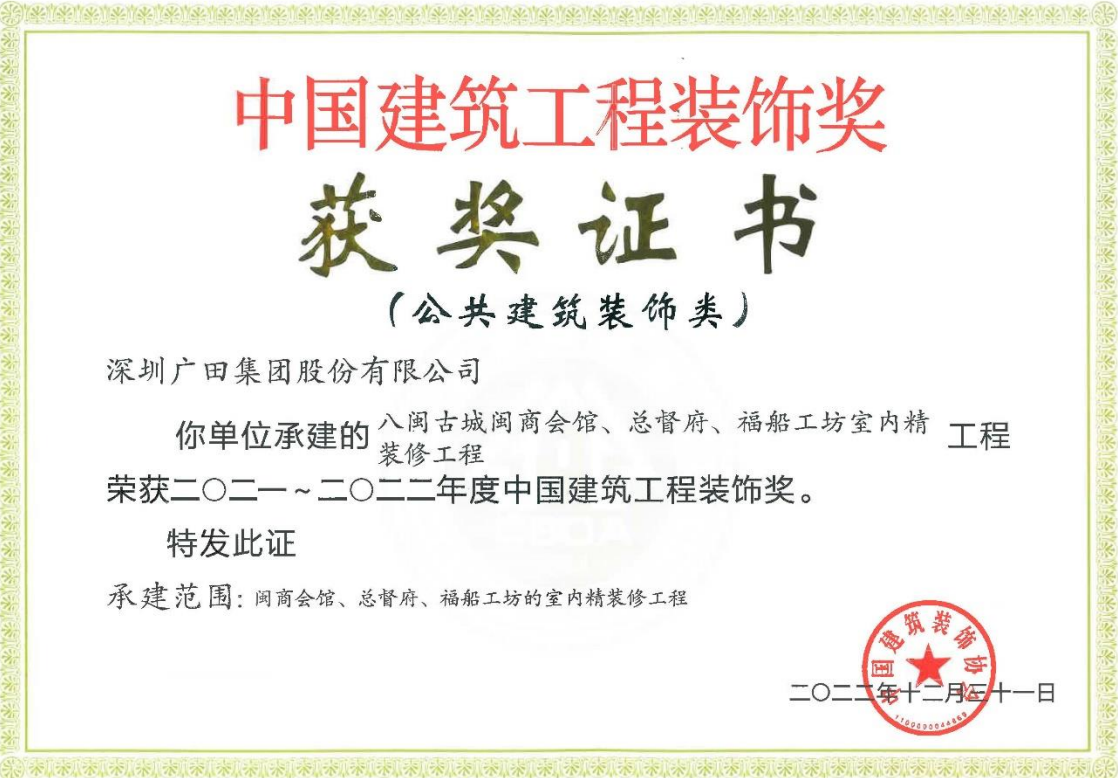 中国建筑工程装饰奖
获奖证书
(公共建筑装饰类)
深圳广田集团股份有限公司
你单位承建的 八闽古城闽商会馆、总督府、福船工坊室内精装修工程 工程
荣获二〇二一~二〇二二年度中国建筑工程装饰奖。
特发此证
承建范围: 闽商会馆、总督府、福船工坊的室内精装修工程
中国建筑装饰协会
二〇二二年十二月三十一日